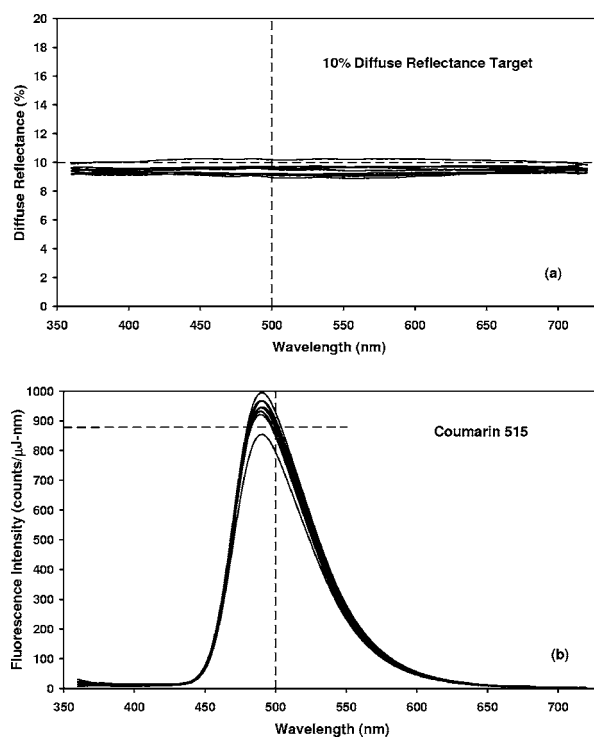 20
18
16
14
12
10
8
6
4
2
0
Diffuse Reflectance (%)
10% Diffuse Reflectance Target
(a)
350 400 450 500 550 600 650 700
Wavelength (nm)
1000
900
800
700
600
500
400
300
200
100
0
Fluorescence Intensity (counts/μJ-nm)
Coumarin 515
(b)
350 400 450 500 550 600 650 700
Wavelength (nm)